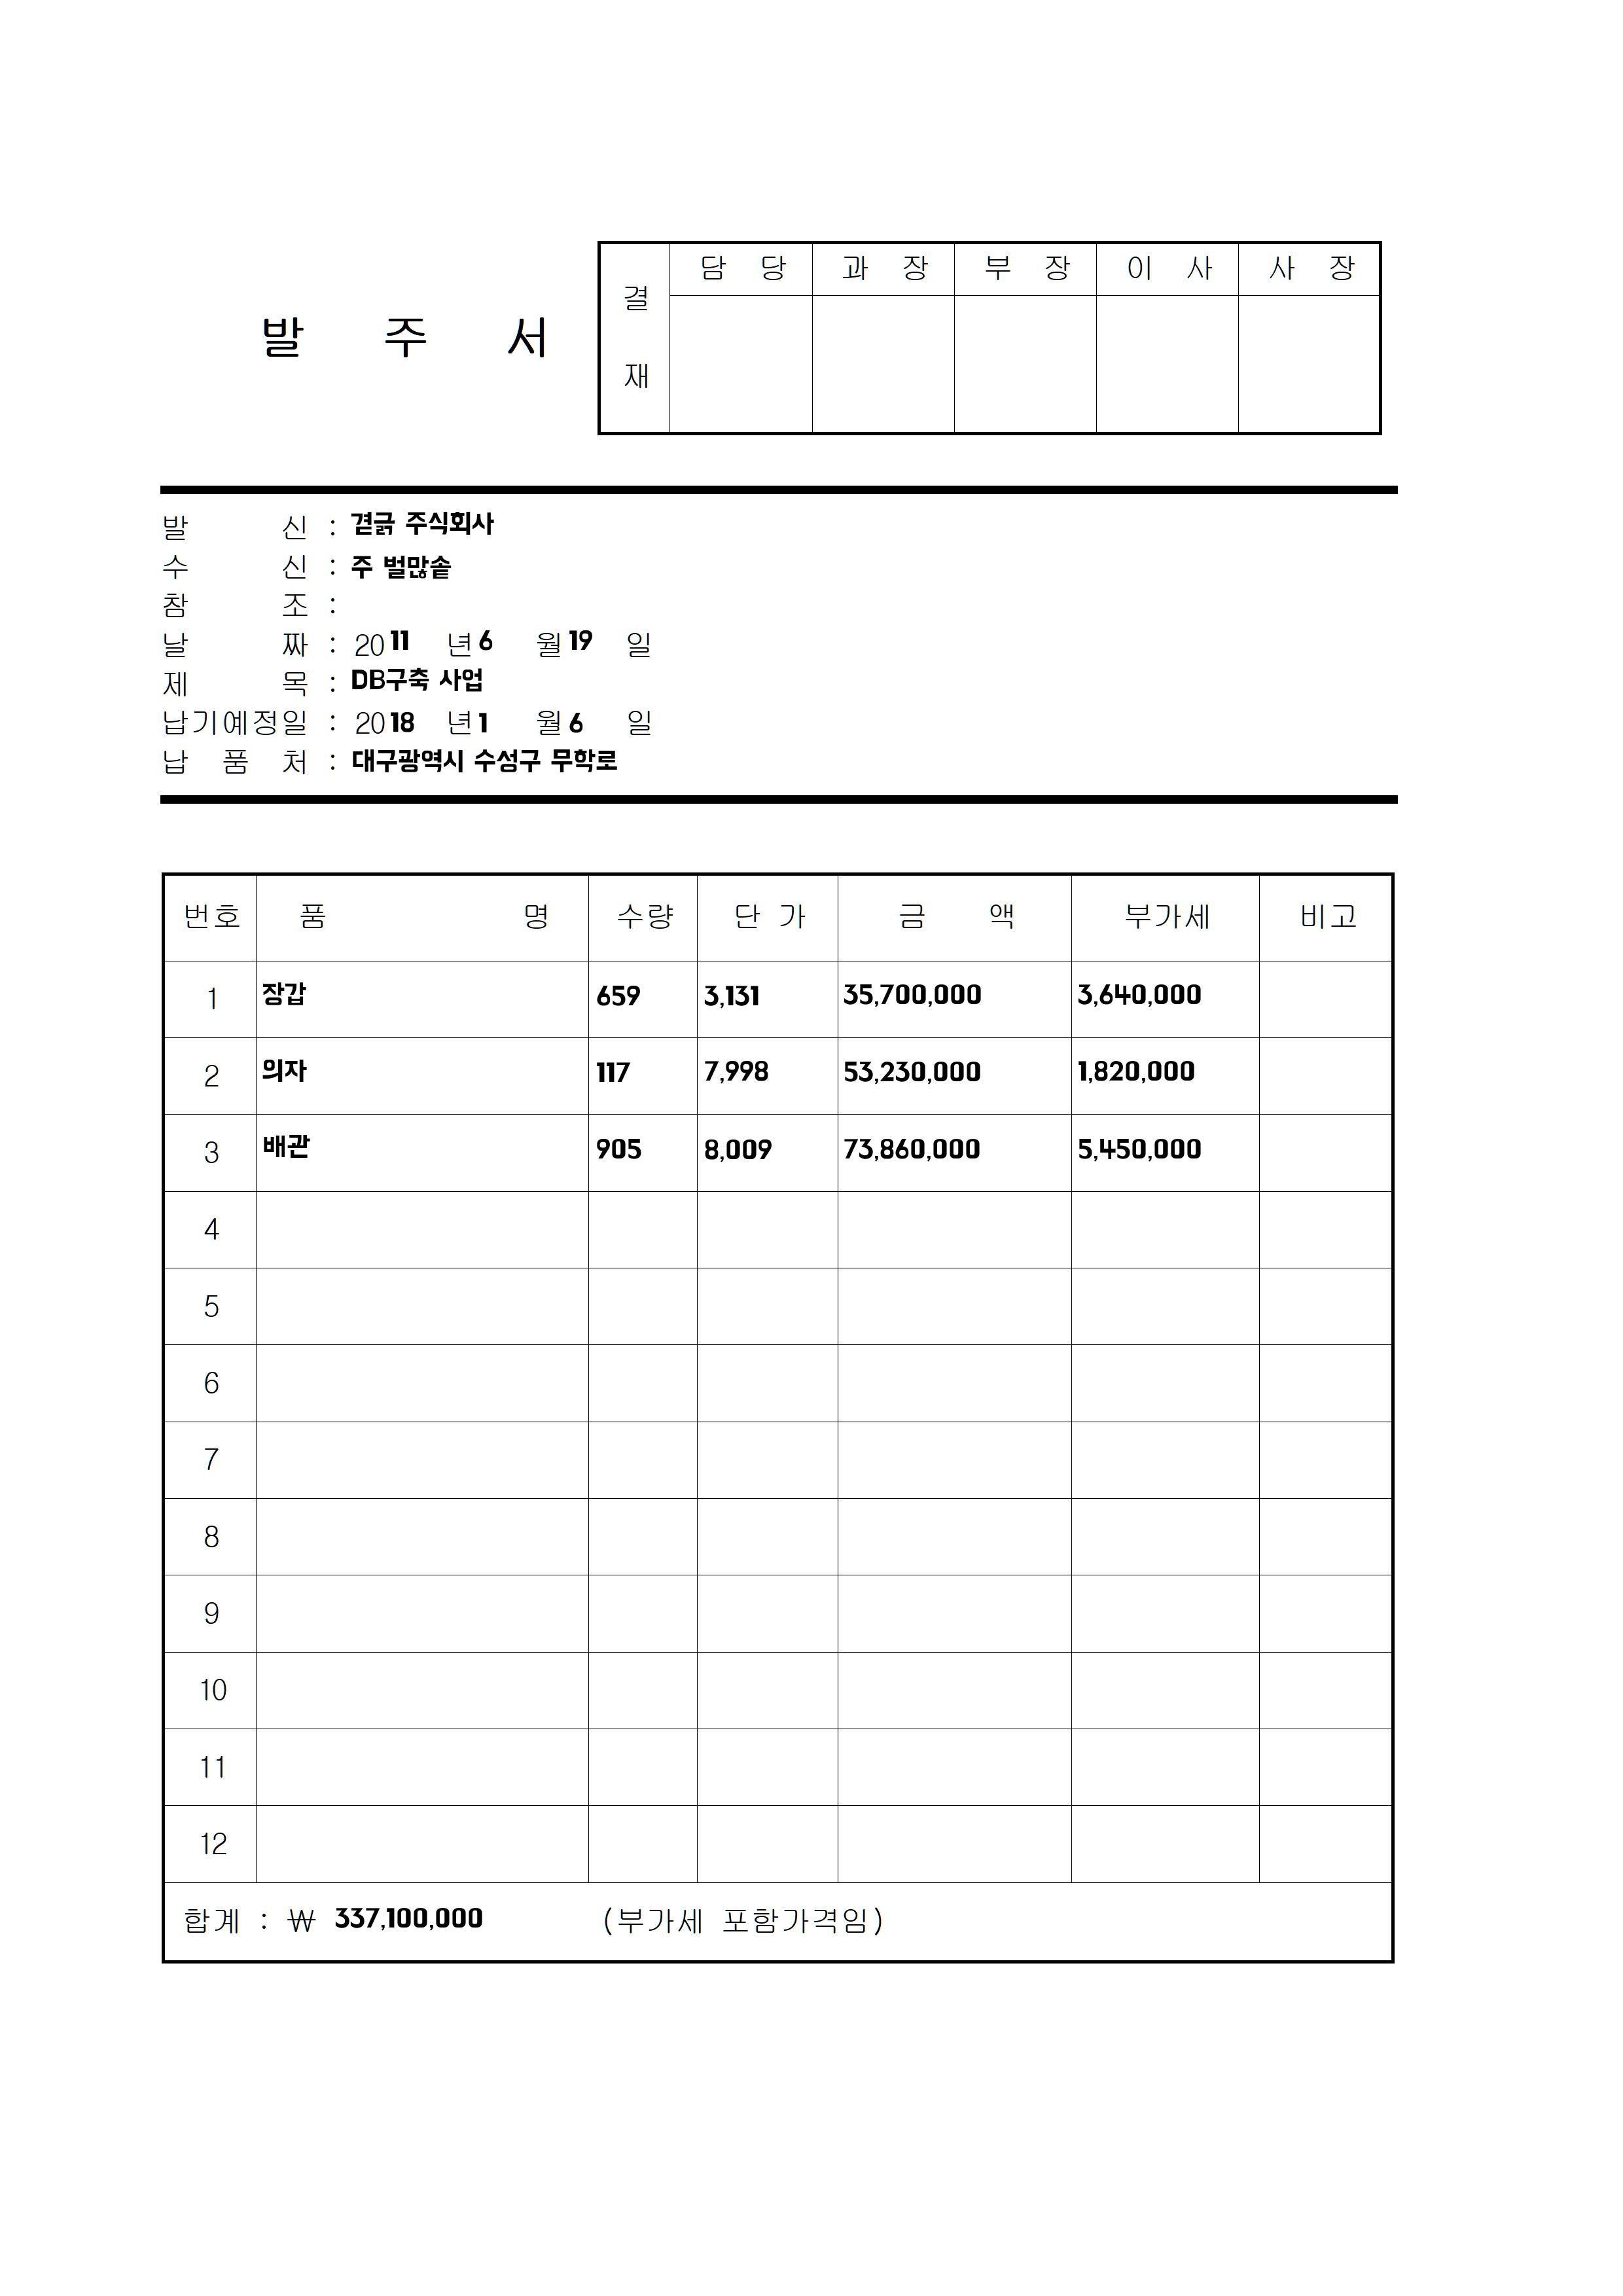 발 주 서
결 재
담 당 과 장 부 장 이 사 사 장
발 신 : 겯긁 주식회사
수 신 : 주 벌많솥
참 조 :
날 짜 : 2011 년 6 월 19 일
제 목 : DB구축 사업
납기예정일 : 2018 년 1 월 6 일
납 품 처 : 대구광역시 수성구 무학로
번호 품 명 수량 단 가 금 액 부가세 비고
1 장갑 659 3,131 35,700,000 3,640,000
2 의자 117 7,998 53,230,000 1,820,000
3 배관 905 8,009 73,860,000 5,450,000
4
5
6
7
8
9
10
11
12
합계 : ₩ 337,100,000 (부가세 포함가격임)